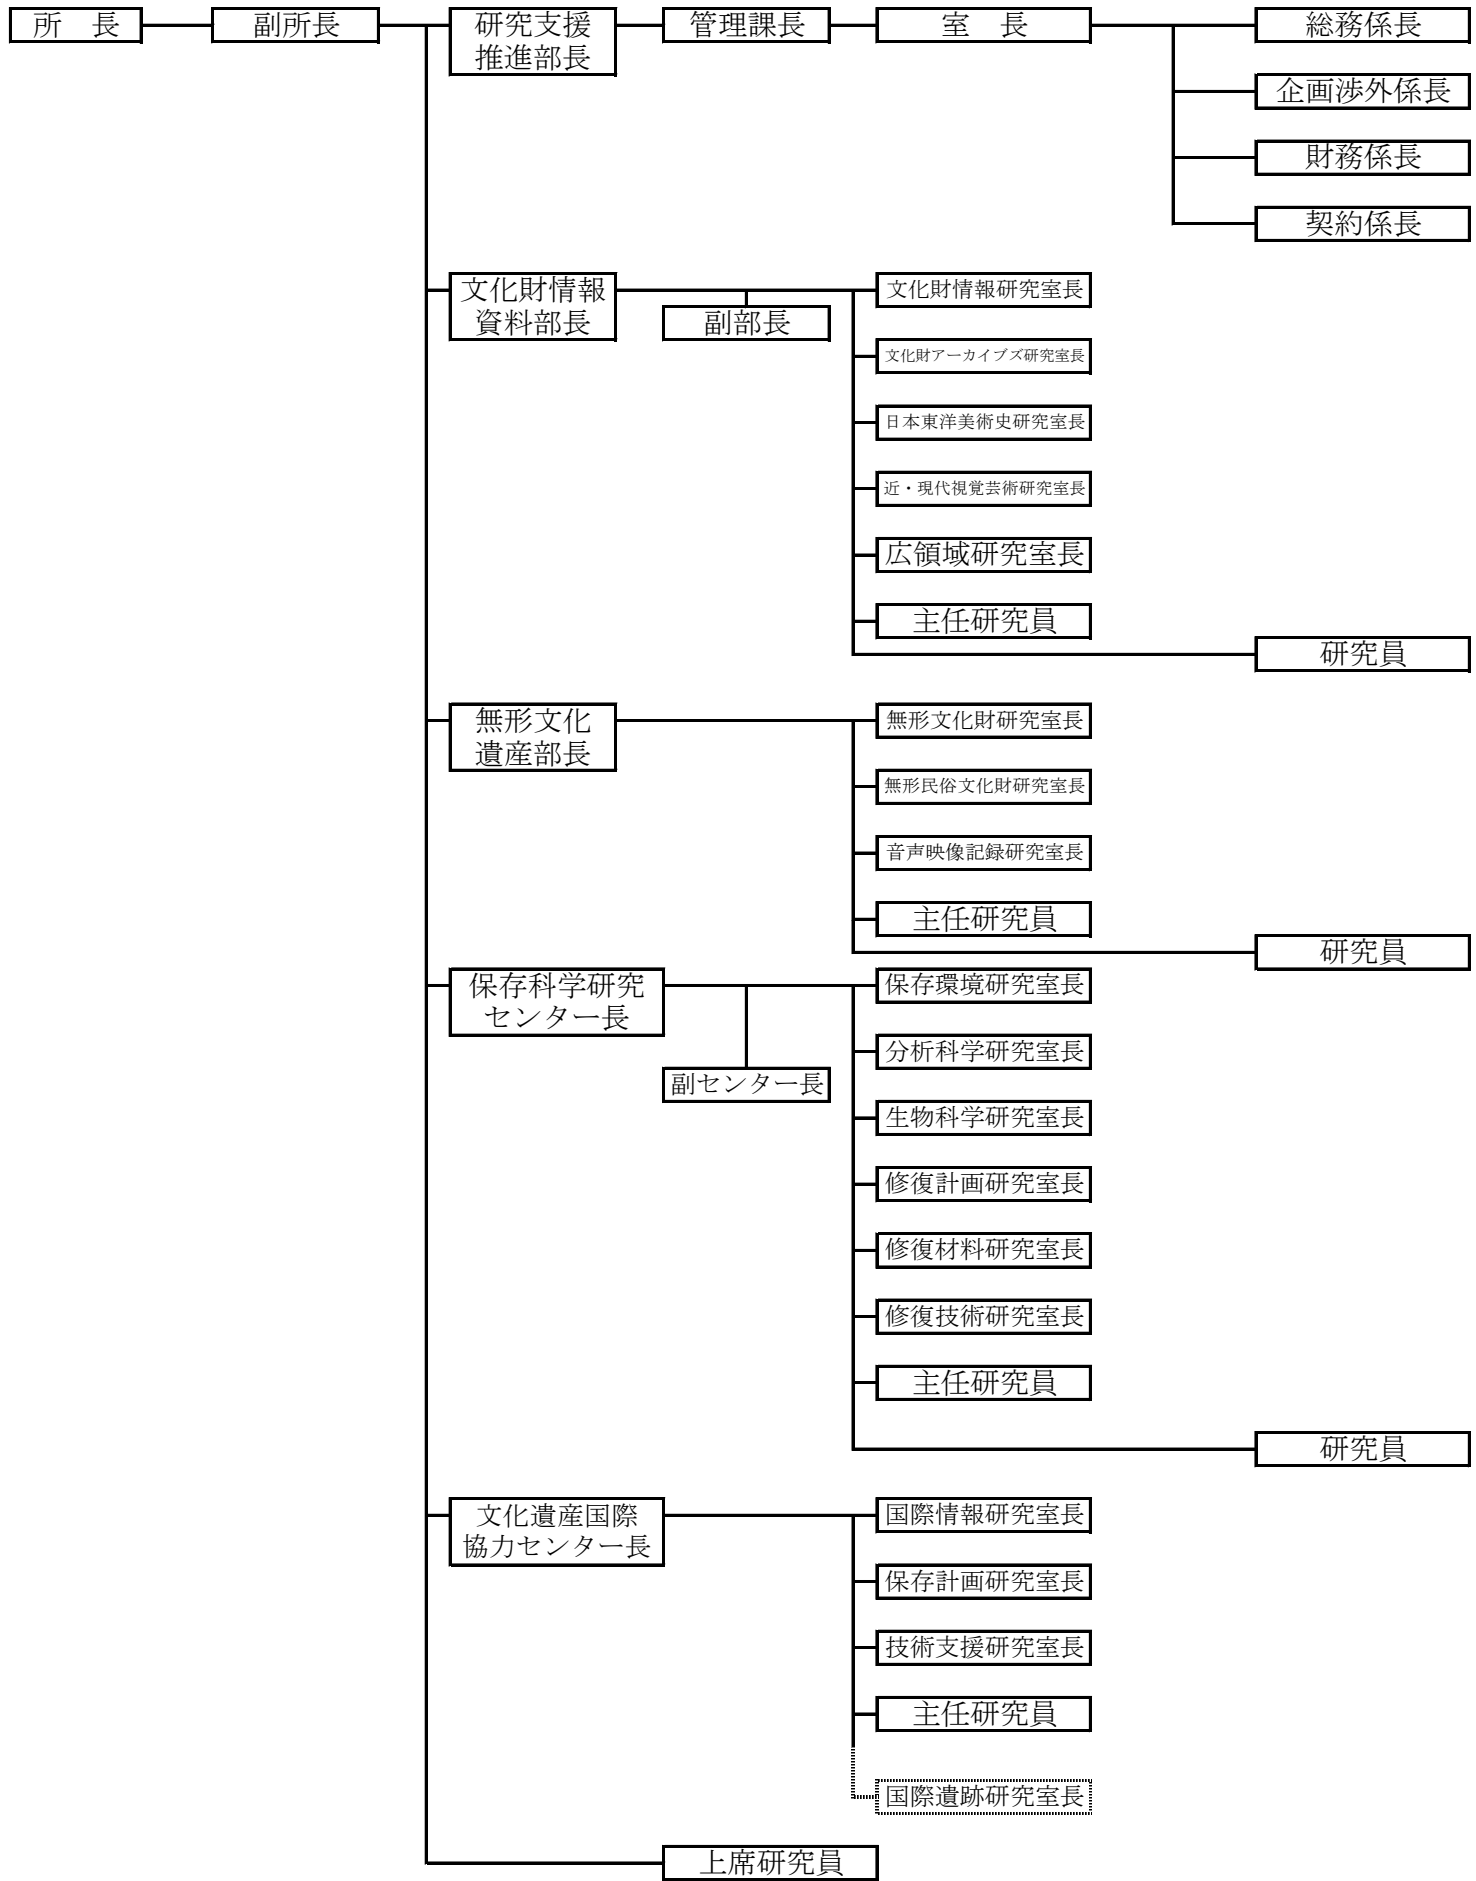 所　長
副所長
研究支援
推進部長
管理課長
室　長
総務係長
企画渉外係長
財務係長
契約係長
文化財情報
資料部長
副部長
文化財情報研究室長
文化財アーカイブズ研究室長
日本東洋美術史研究室長
近・現代視覚芸術研究室長
広領域研究室長
主任研究員
研究員
無形文化
遺産部長
無形文化財研究室長
無形民俗文化財研究室長
音声映像記録研究室長
主任研究員
研究員
保存科学研究
センター長
副センター長
保存環境研究室長
分析科学研究室長
生物科学研究室長
修復計画研究室長
修復材料研究室長
修復技術研究室長
主任研究員
研究員
文化遺産国際
協力センター長
国際情報研究室長
保存計画研究室長
技術支援研究室長
主任研究員
国際遺跡研究室長
上席研究員